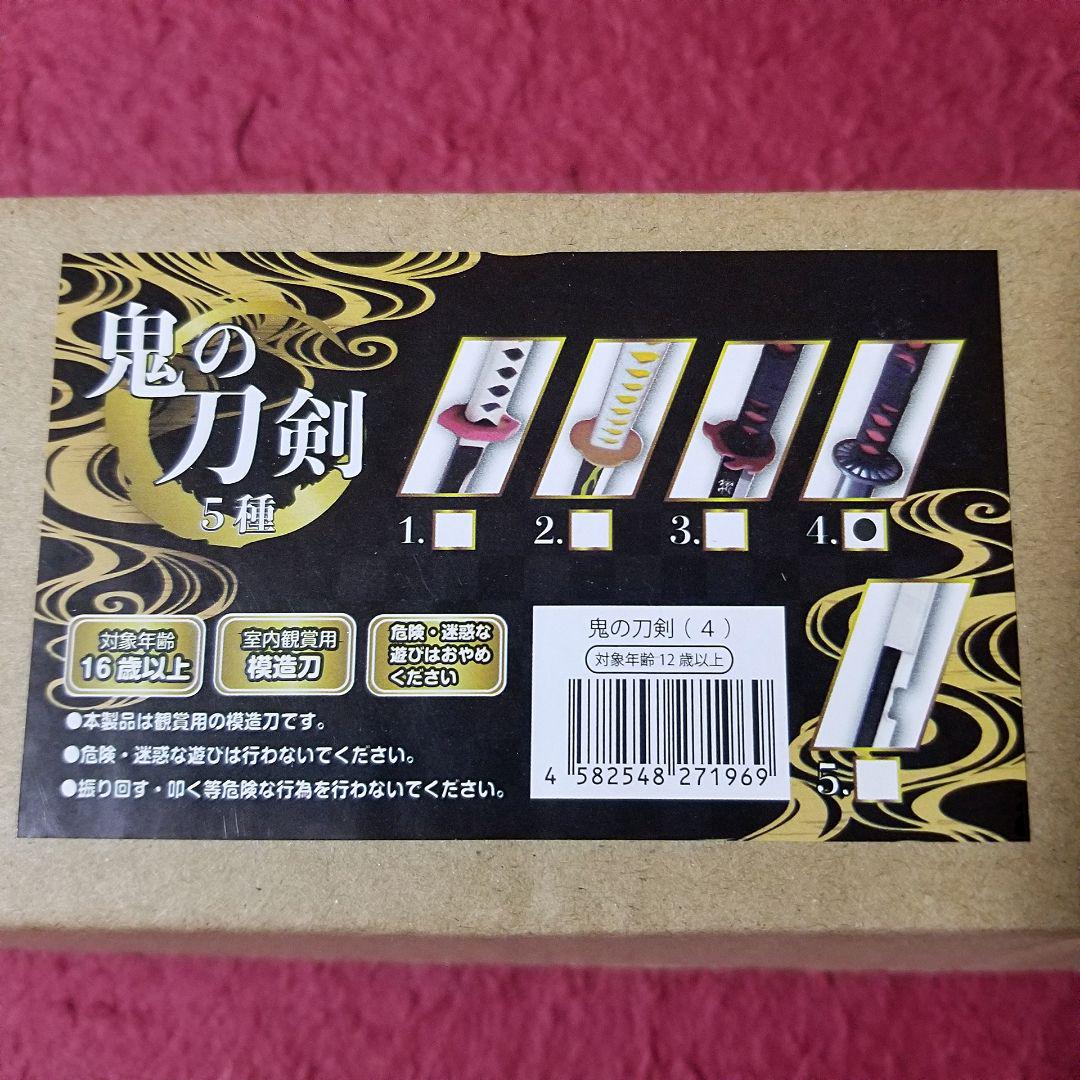 鬼の
刀剣
5種
1.
2.
3.
4.
対象年齢
16歳以上
室内観賞用
模造刀
危険・迷惑な
遊びはおやめ
ください
●本製品は観賞用の模造刀です。
●危険・迷惑な遊びは行わないでください。
●振り回す・叩く等危険な行為を行わないでください。
鬼の刀剣(4)
対象年齢12歳以上
4 582548 271969
5.